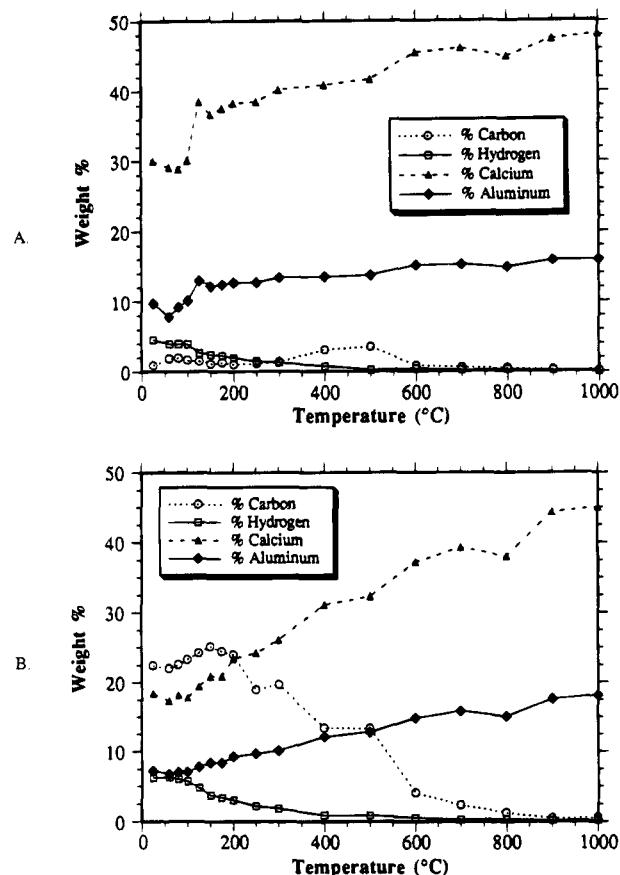 A.
Weight %
50
40
30
20
10
0
% Carbon
% Hydrogen
% Calcium
% Aluminum
0 200 400 600 800 1000
Temperature (°C)
B.
Weight %
50
40
30
20
10
0
% Carbon
% Hydrogen
% Calcium
% Aluminum
0 200 400 600 800 1000
Temperature (°C)